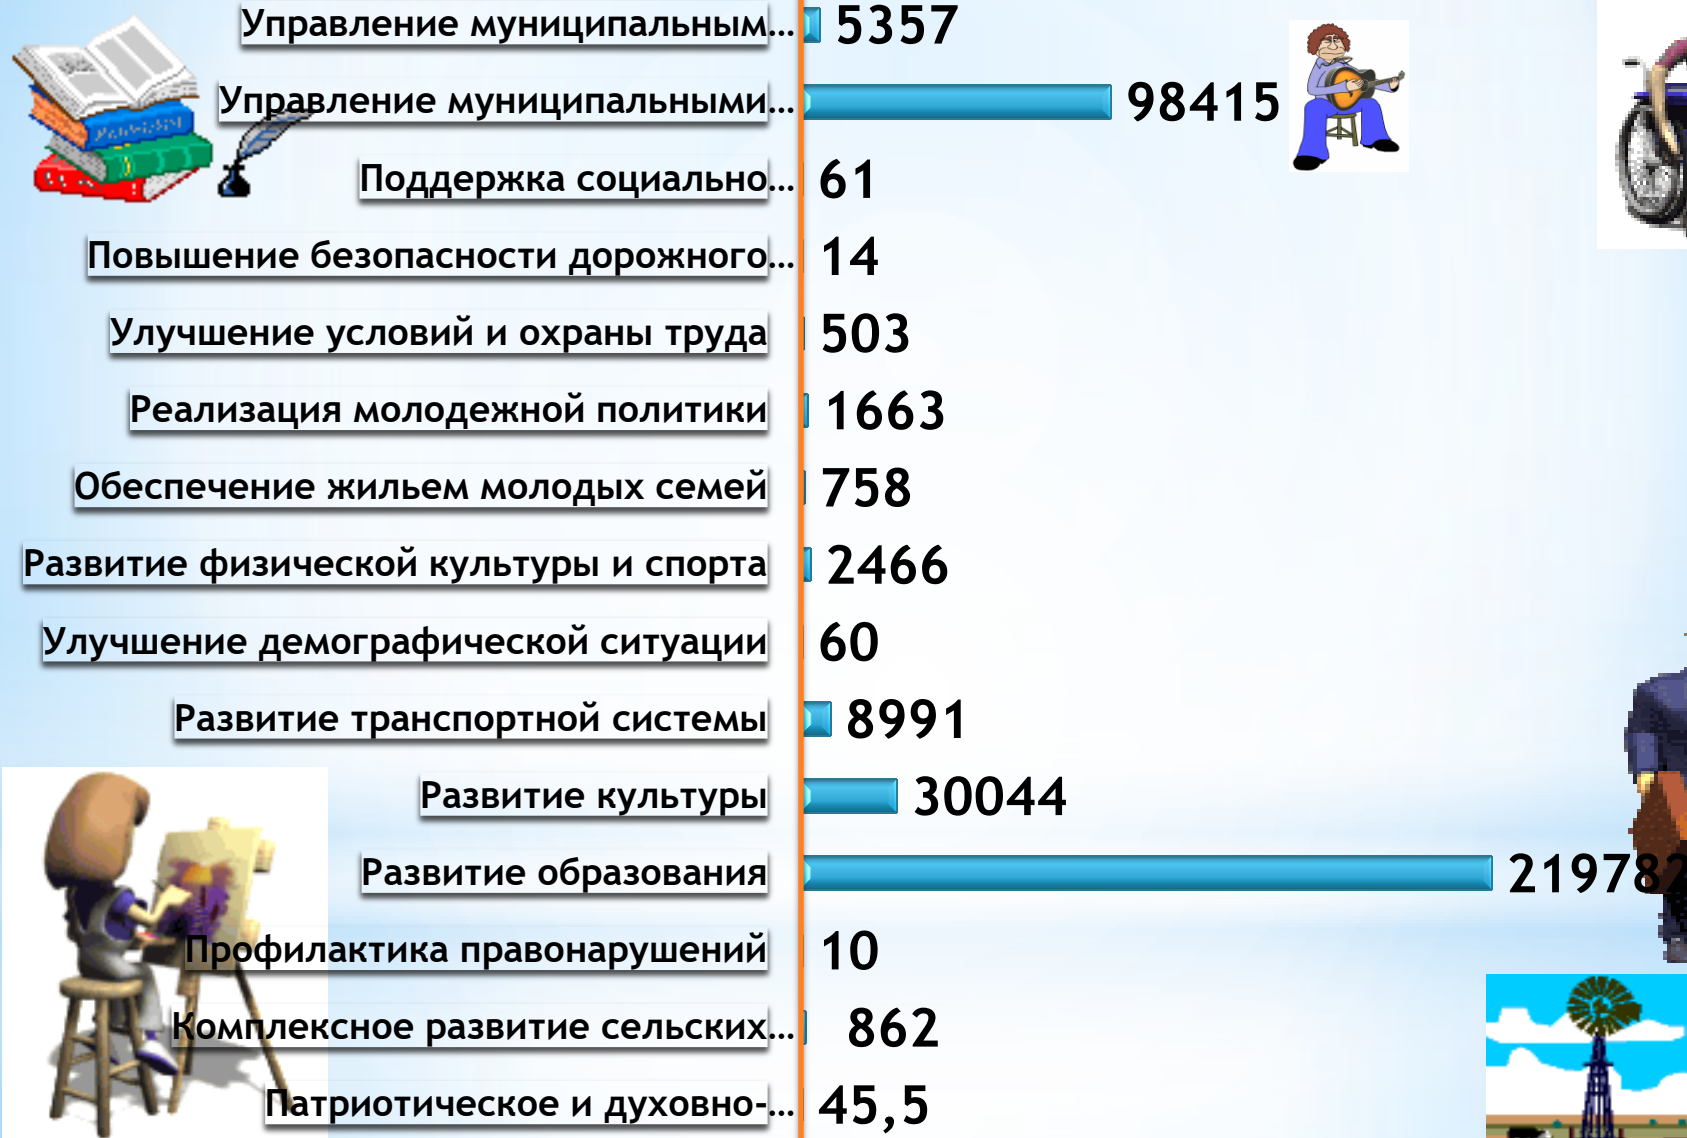 Управление муниципальным... 5357
Управление муниципальными... 98415
Поддержка социально... 61
Повышение безопасности дорожного... 14
Улучшение условий и охраны труда 503
Реализация молодежной политики 1663
Обеспечение жильем молодых семей 758
Развитие физической культуры и спорта 2466
Улучшение демографической ситуации 60
Развитие транспортной системы 8991
Развитие культуры 30044
Развитие образования 219782
Профилактика правонарушений 10
Комплексное развитие сельских... 862
Патриотическое и духовно-... 45,5